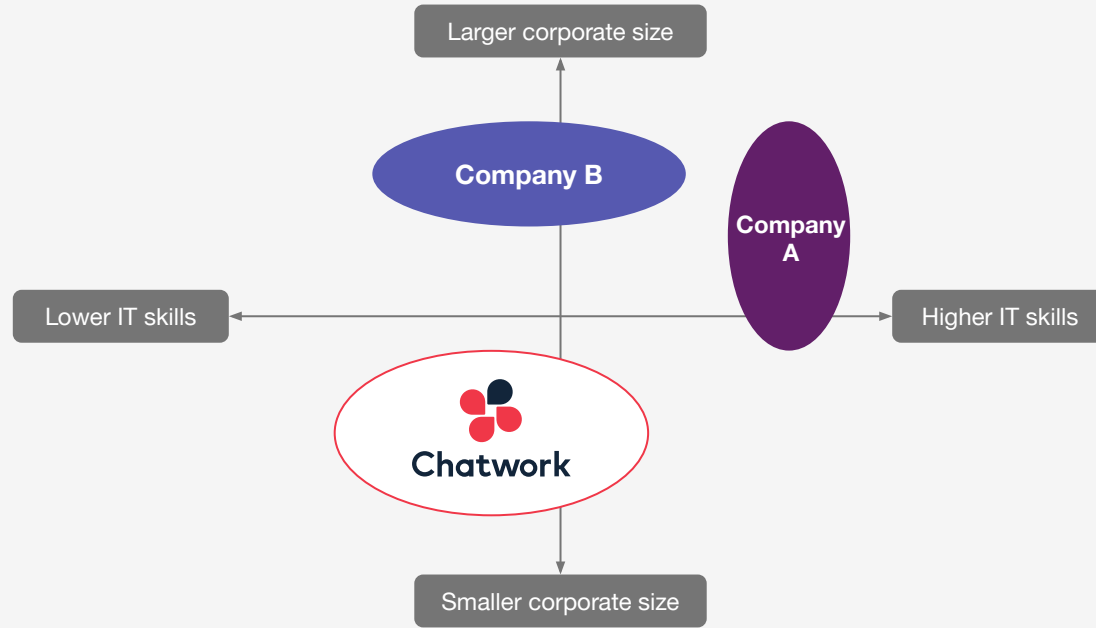 Larger corporate size
Company B
Company
A
Lower IT skills
Higher IT skills
Chatwork
Smaller corporate size